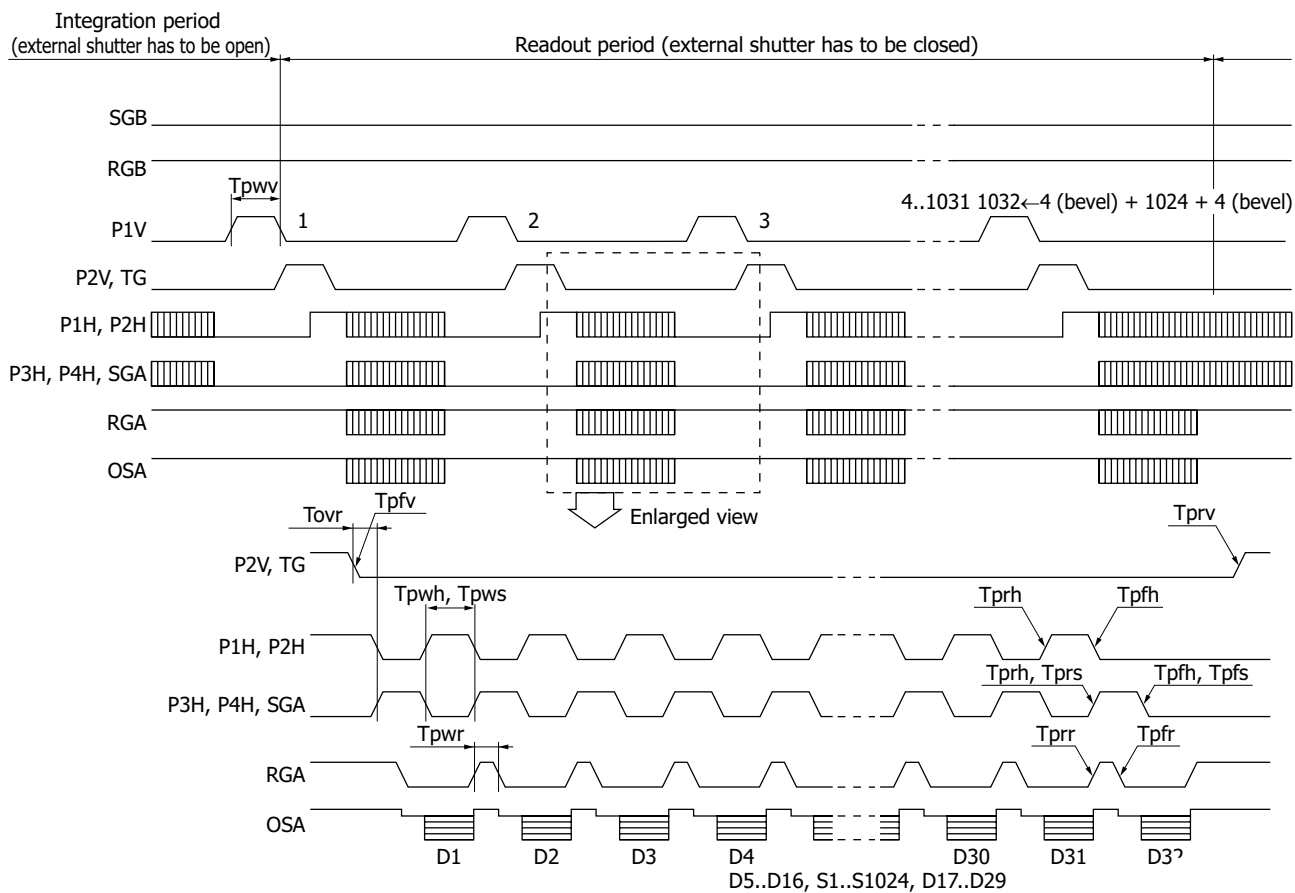 Integration period
(external shutter has to be open)
Readout period (external shutter has to be closed)
SGB
RGB
Tpwv
4..1031 1032←4 (bevel) + 1024 + 4 (bevel)
P1V
1
2
3
P2V, TG
P1H, P2H
P3H, P4H, SGA
RGA
OSA
Enlarged view
Tovr
Tpfv
Tprv
P2V, TG
Tpwh, Tpws
Tprh
Tpfh
P1H, P2H
Tprh, Tprs
Tpfh, Tpfs
P3H, P4H, SGA
Tpwr
Tprr
Tpfr
RGA
OSA
D1
D2
D3
D4
D30
D31
D5..D16, S1..S1024, D17..D29